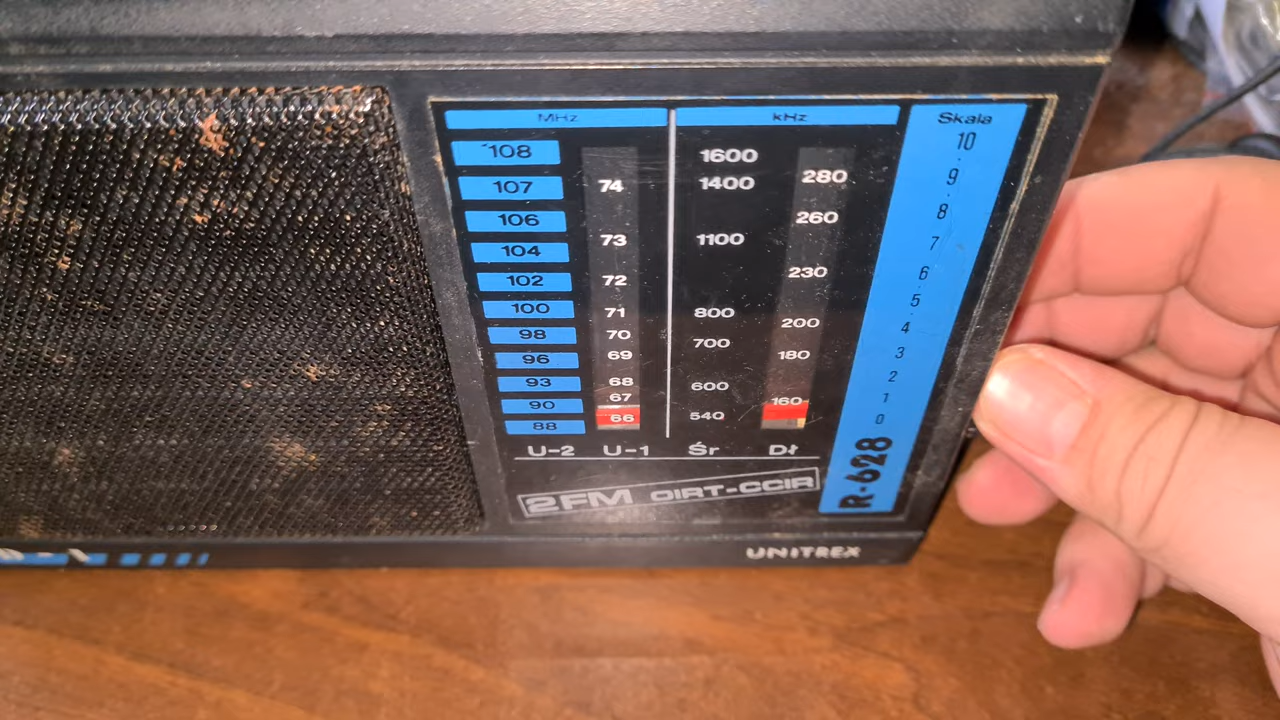 MHz kHz Skala
108 1600 10
107 74 1400 280 9
106 260 8
104 73 1100 7
102 72 230 6
100 71 800 5
98 70 700 200 4
96 69 180 3
93 68 600 2
90 67 160 1
88 66 540 0
U-2 U-1 Śr Dł
2FM OIRT-CCIR
R-628
UNITREX